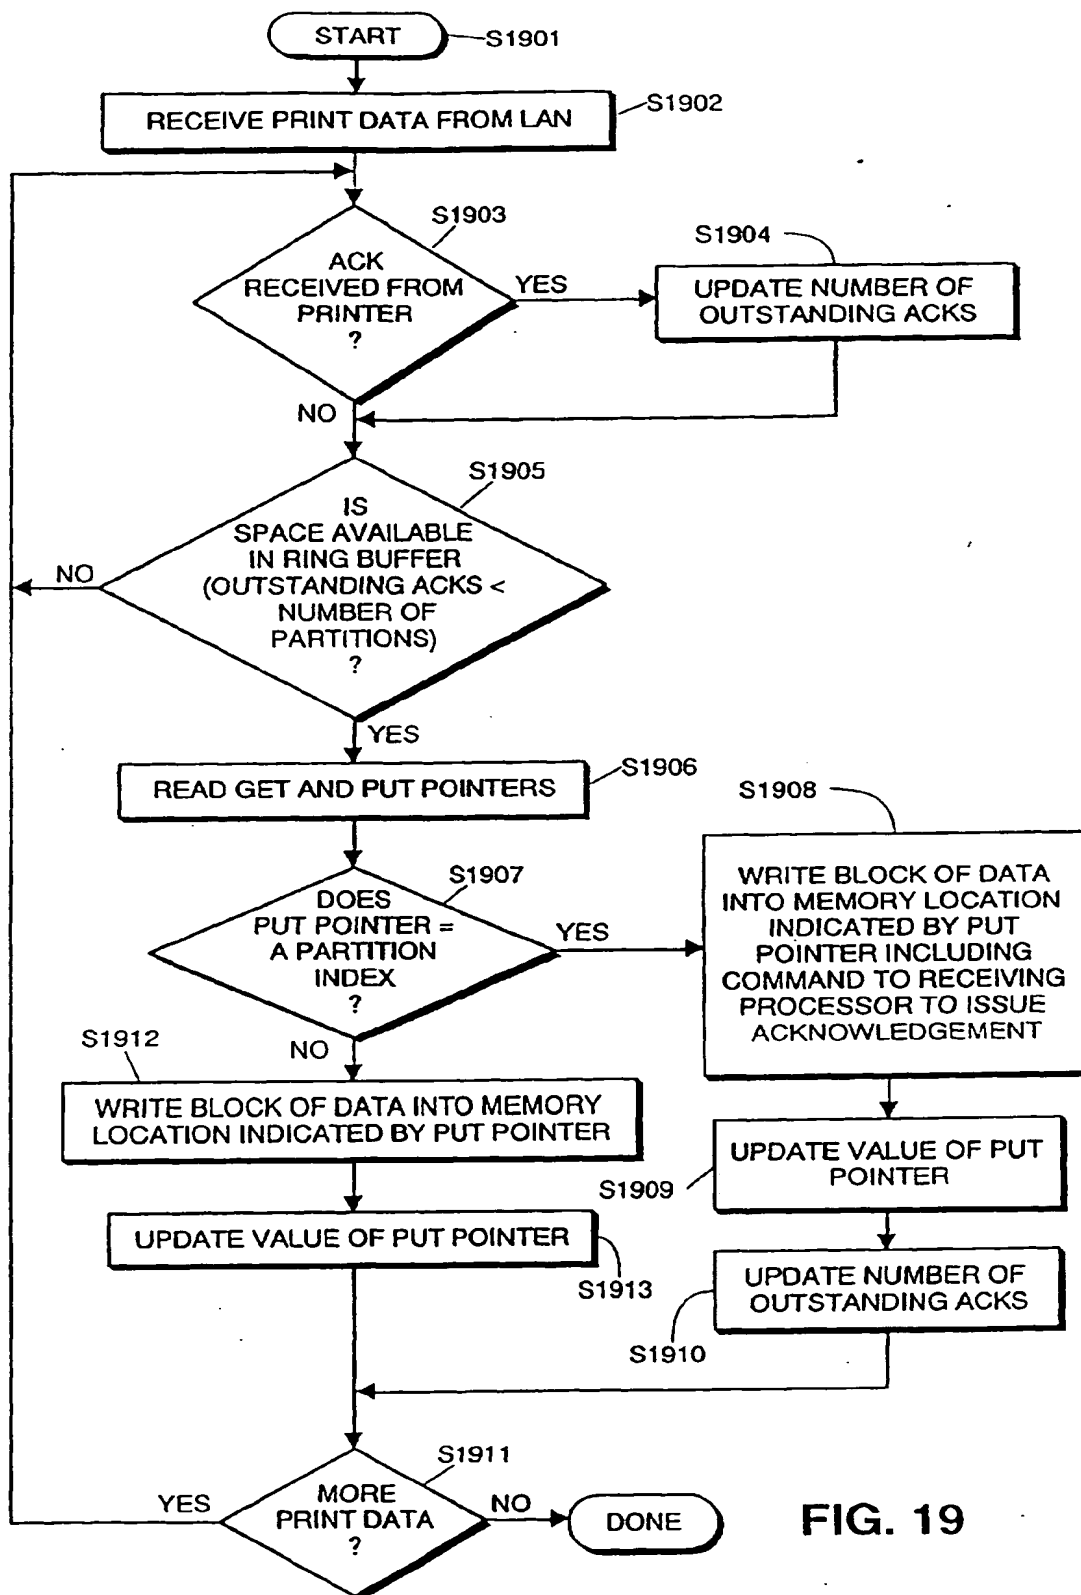 START
S1901
RECEIVE PRINT DATA FROM LAN
S1902
S1903
ACK
RECEIVED FROM
PRINTER
?
YES
NO
S1904
UPDATE NUMBER OF
OUTSTANDING ACKS
S1905
IS
SPACE AVAILABLE
IN RING BUFFER
(OUTSTANDING ACKS <
NUMBER OF
PARTITIONS)
?
NO
YES
READ GET AND PUT POINTERS
S1906
S1907
DOES
PUT POINTER =
A PARTITION
INDEX
?
YES
NO
S1908
WRITE BLOCK OF DATA
INTO MEMORY LOCATION
INDICATED BY PUT
POINTER INCLUDING
COMMAND TO RECEIVING
PROCESSOR TO ISSUE
ACKNOWLEDGEMENT
S1912
WRITE BLOCK OF DATA INTO MEMORY
LOCATION INDICATED BY PUT POINTER
UPDATE VALUE OF PUT
POINTER
S1909
UPDATE VALUE OF PUT POINTER
S1913
UPDATE NUMBER OF
OUTSTANDING ACKS
S1910
S1911
MORE
PRINT DATA
?
YES
NO
DONE
FIG. 19